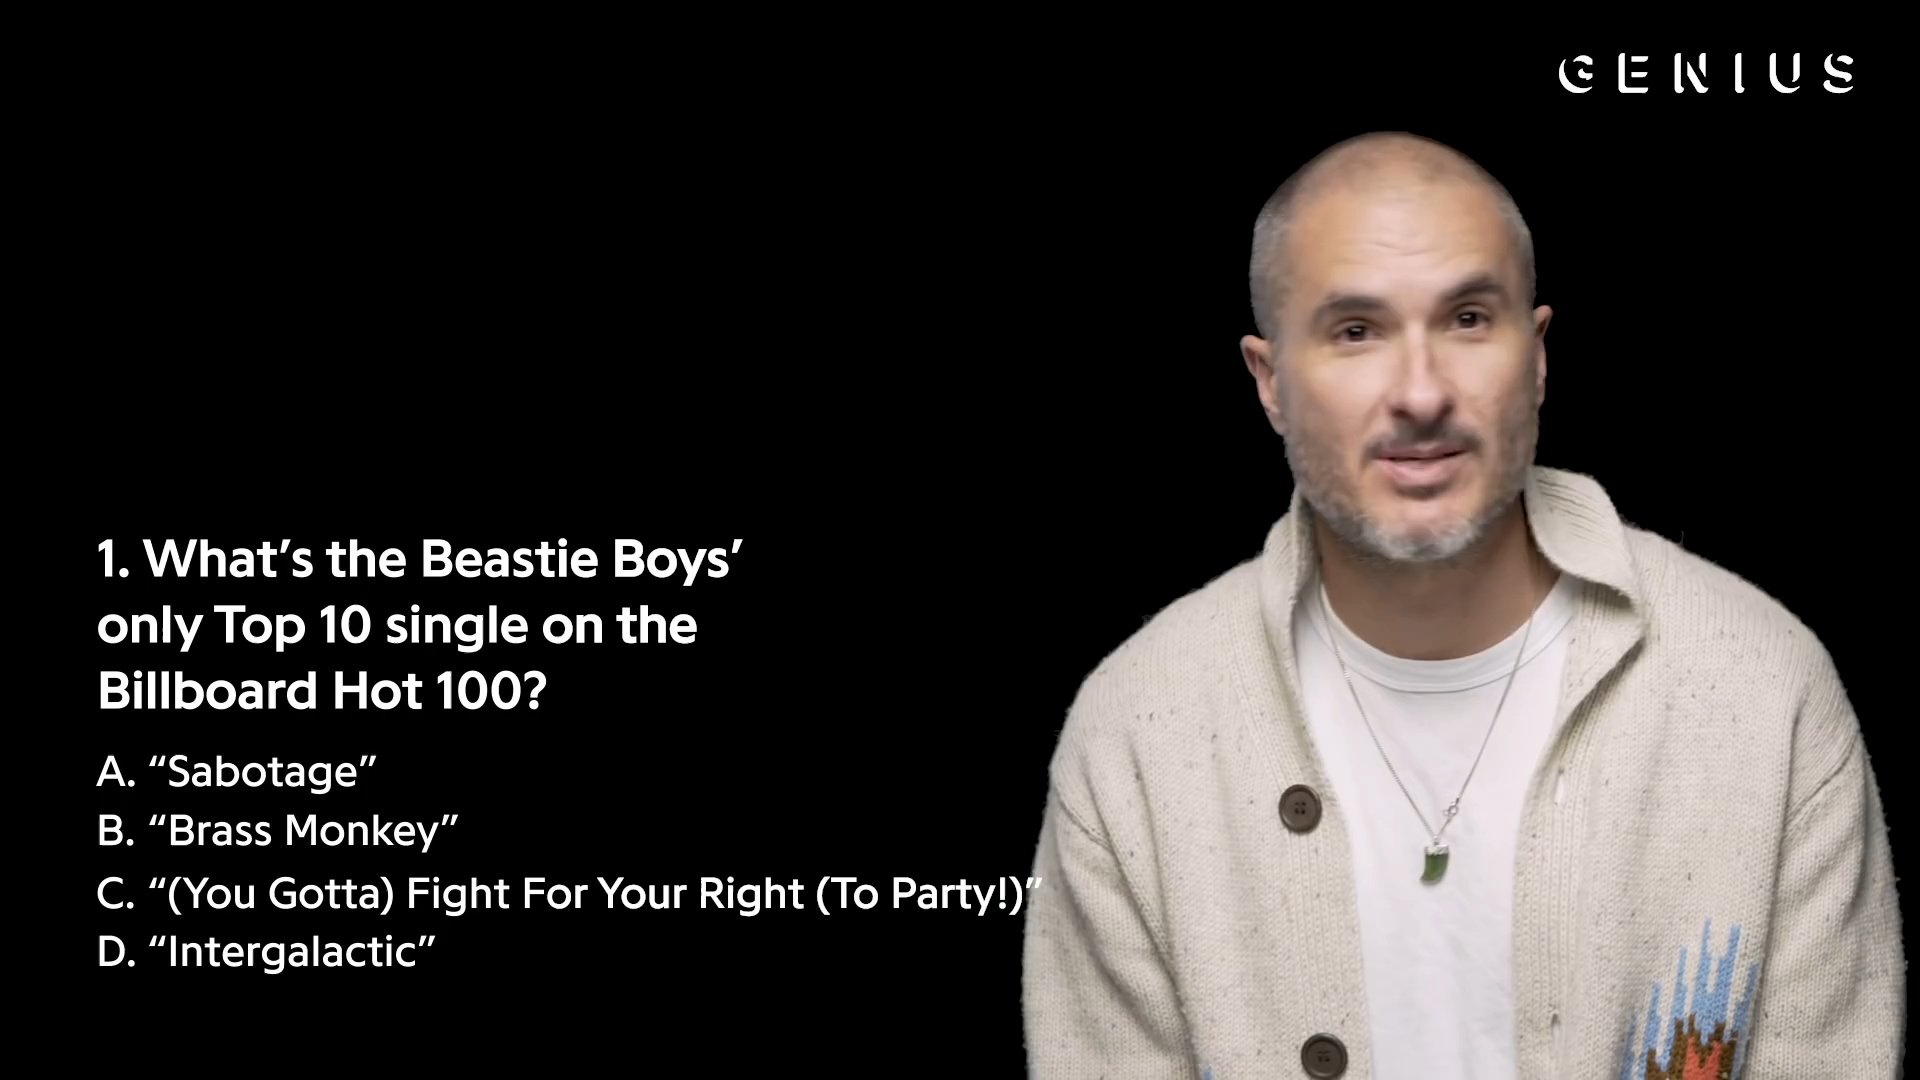 GENIUS
1. What’s the Beastie Boys’
only Top 10 single on the
Billboard Hot 100?
A. “Sabotage”
B. “Brass Monkey”
C. “(You Gotta) Fight For Your Right (To Party!)”
D. “Intergalactic”